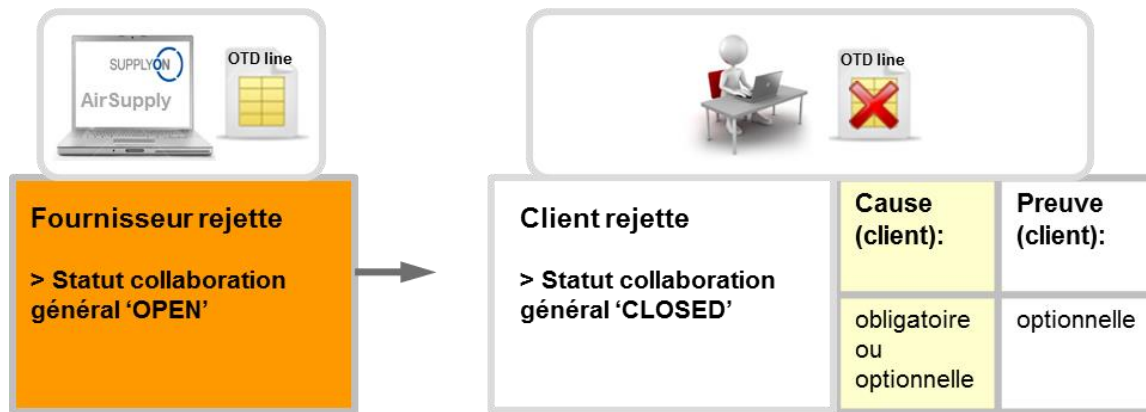 SUPPLYON
AirSupply
OTD line
OTD line
Fournisseur rejette
> Statut collaboration
général ‘OPEN’
Client rejette
> Statut collaboration
général ‘CLOSED’
Cause
(client):
Preuve
(client):
obligatoire
ou
optionnelle
optionnelle